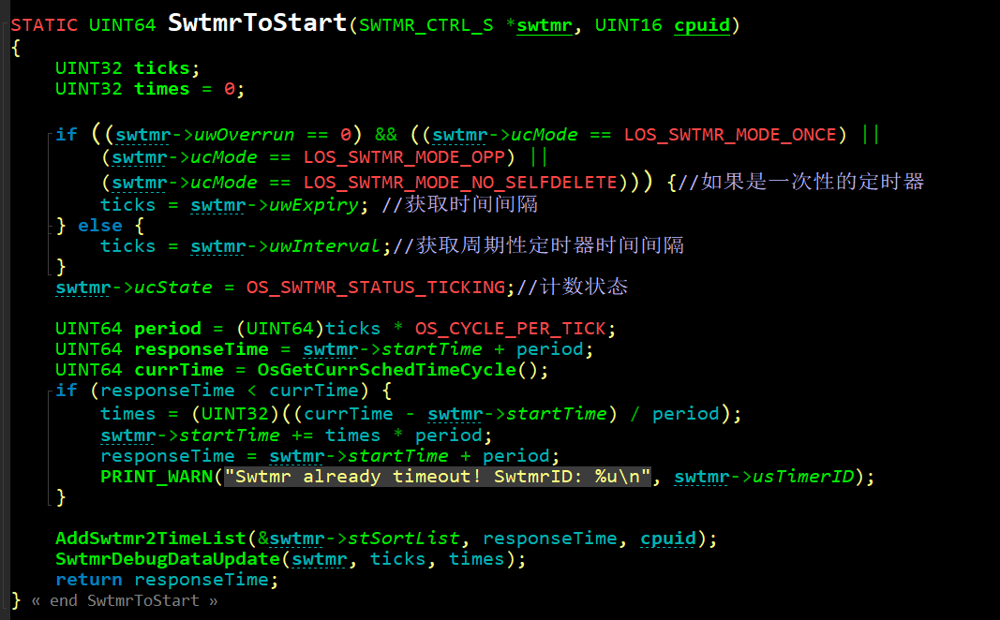 STATIC UINT64 SwtmrToStart(SWTMR_CTRL_S *swtmr, UINT16 cpuid)
{
    UINT32 ticks;
    UINT32 times = 0;

    if ((swtmr->uwOverrun == 0) && ((swtmr->ucMode == LOS_SWTMR_MODE_ONCE) ||
        (swtmr->ucMode == LOS_SWTMR_MODE_OPP) ||
        (swtmr->ucMode == LOS_SWTMR_MODE_NO_SELFDELETE))) {//如果是一次性的定时器
        ticks = swtmr->uwExpiry; //获取时间间隔
    } else {
        ticks = swtmr->uwInterval;//获取周期性定时器时间间隔
    }
    swtmr->ucState = OS_SWTMR_STATUS_TICKING;//计数状态

    UINT64 period = (UINT64)ticks * OS_CYCLE_PER_TICK;
    UINT64 responseTime = swtmr->startTime + period;
    UINT64 currTime = OsGetCurrSchedTimeCycle();
    if (responseTime < currTime) {
        times = (UINT32)((currTime - swtmr->startTime) / period);
        swtmr->startTime += times * period;
        responseTime = swtmr->startTime + period;
        PRINT_WARN("Swtmr already timeout! SwtmrID: %u\n", swtmr->usTimerID);
    }

    AddSwtmr2TimeList(&swtmr->stSortList, responseTime, cpuid);
    SwtmrDebugDataUpdate(swtmr, ticks, times);
    return responseTime;
} « end SwtmrToStart »